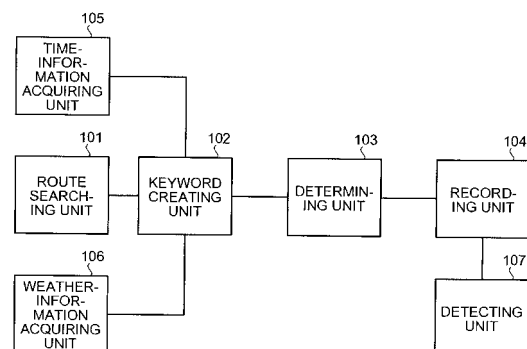 105
TIME-
INFOR-
MATION
ACQUIRING
UNIT
101
ROUTE
SEARCH-
ING UNIT
102
KEYWORD
CREATING
UNIT
103
DETERMIN-
ING UNIT
104
RECORD-
ING UNIT
106
WEATHER-
INFOR-
MATION
ACQUIRING
UNIT
107
DETECTING
UNIT